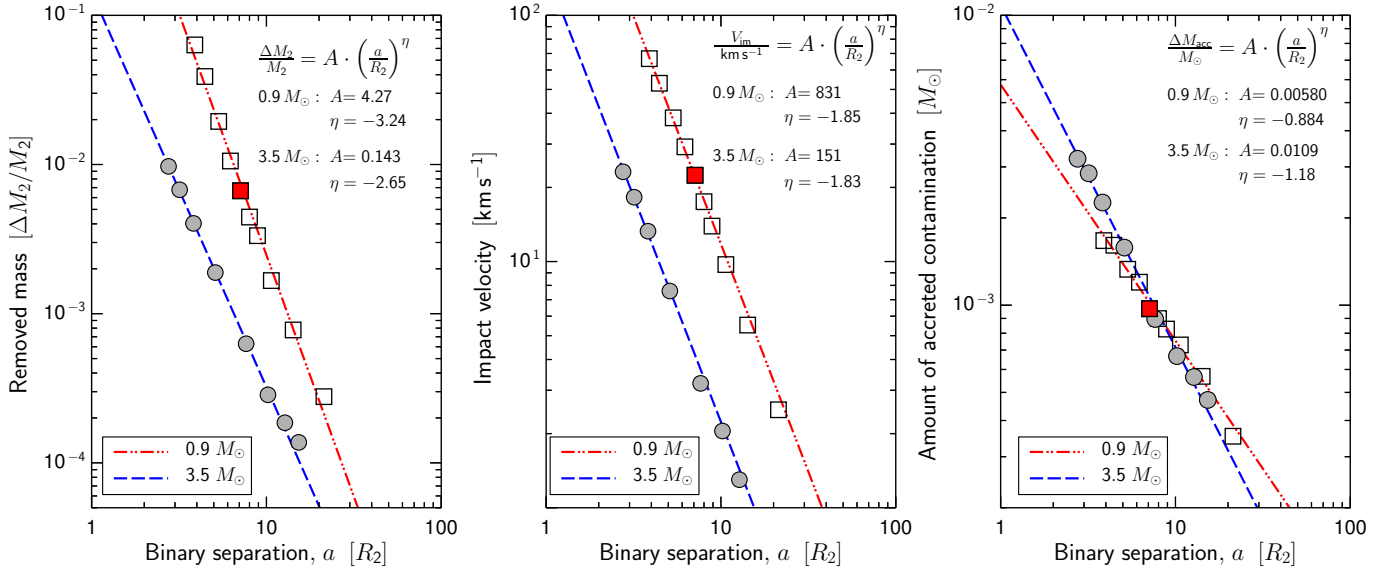 Removed mass [ΔM₂/M₂]
10⁻¹
10⁻²
10⁻³
10⁻⁴
ΔM₂/M₂ = A · (a/R₂)^η
0.9 M⊙ : A= 4.27
η = −3.24
3.5 M⊙ : A= 0.143
η = −2.65
0.9 M⊙
3.5 M⊙
1 10 100
Binary separation, a [R₂]
Impact velocity [km s⁻¹]
10²
10¹
V_im/km s⁻¹ = A · (a/R₂)^η
0.9 M⊙ : A= 831
η = −1.85
3.5 M⊙ : A= 151
η = −1.83
0.9 M⊙
3.5 M⊙
1 10 100
Binary separation, a [R₂]
Amount of accreted contamination [M⊙]
10⁻²
10⁻³
ΔM_acc/M⊙ = A · (a/R₂)^η
0.9 M⊙ : A= 0.00580
η = −0.884
3.5 M⊙ : A= 0.0109
η = −1.18
0.9 M⊙
3.5 M⊙
1 10 100
Binary separation, a [R₂]